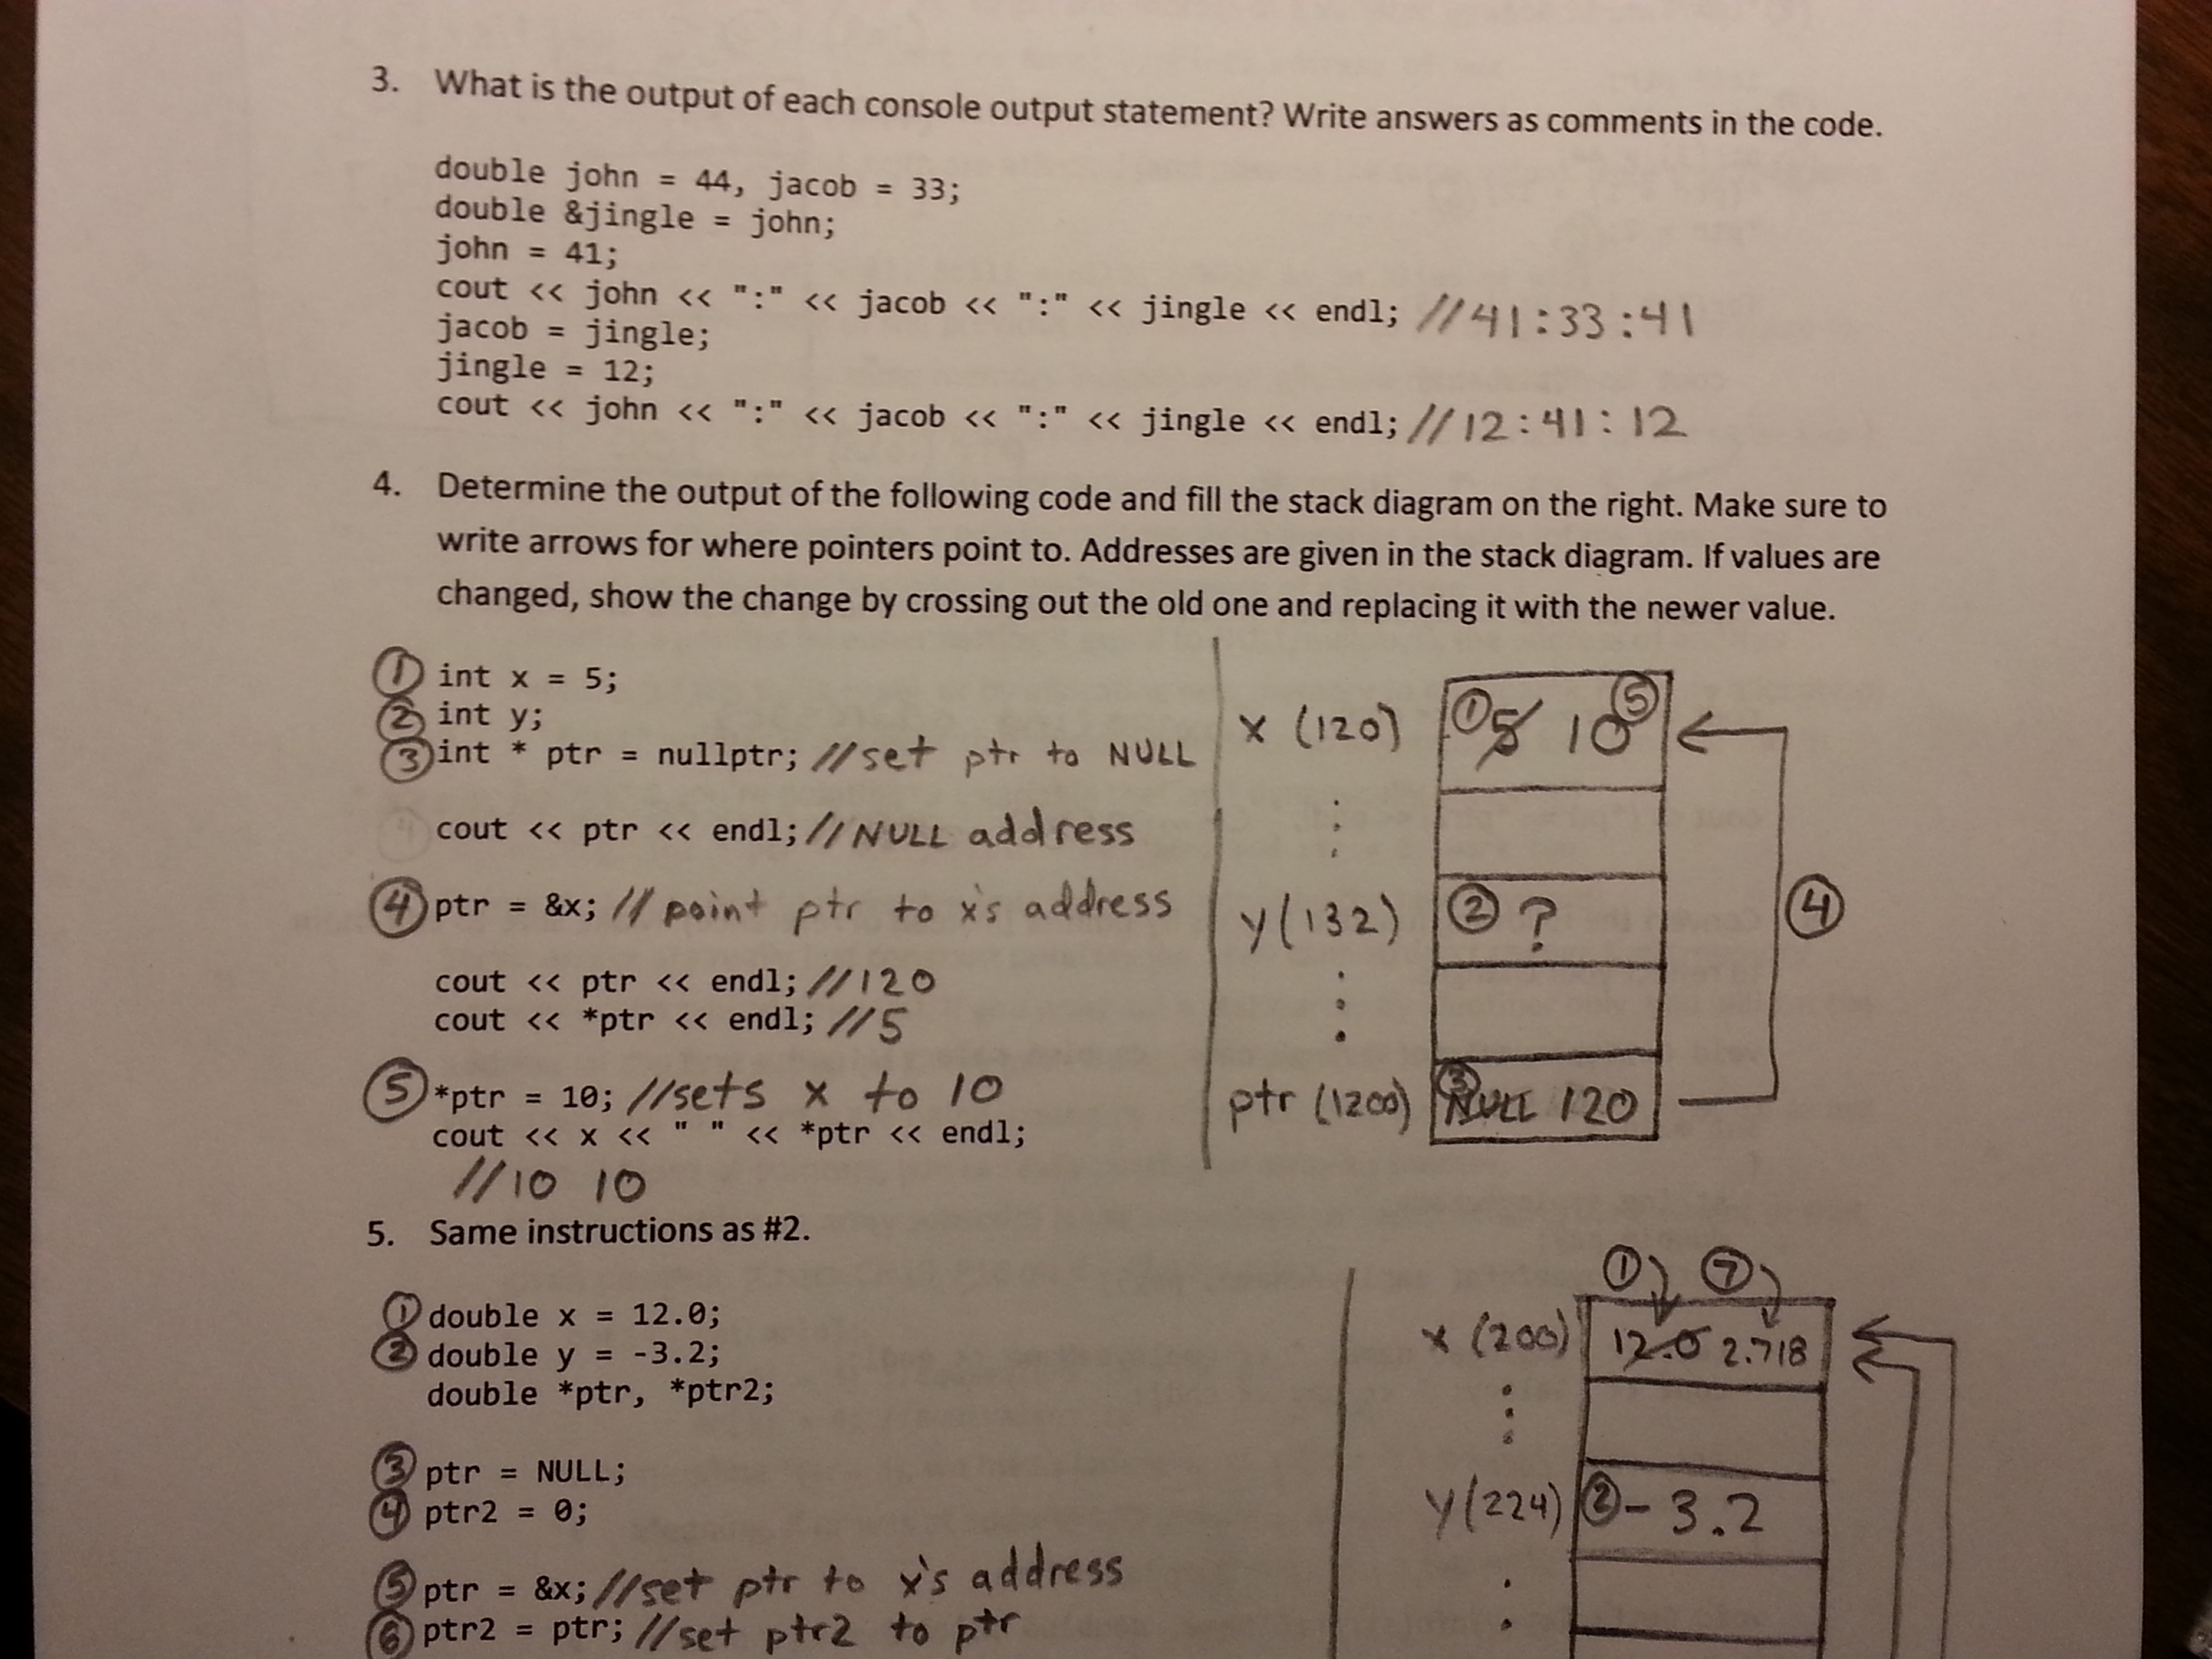 3. What is the output of each console output statement? Write answers as comments in the code.
double john = 44, jacob = 33;
double &jingle = john;
john = 41;
cout << john << ":" << jacob << ":" << jingle << endl; //41:33:41
jacob = jingle;
jingle = 12;
cout << john << ":" << jacob << ":" << jingle << endl; //12:41:12
4. Determine the output of the following code and fill the stack diagram on the right. Make sure to
write arrows for where pointers point to. Addresses are given in the stack diagram. If values are
changed, show the change by crossing out the old one and replacing it with the newer value.
① int x = 5;
② int y;
③ int * ptr = nullptr; //set ptr to NULL
cout << ptr << endl; //NULL address
④ ptr = &x; // point ptr to x's address
cout << ptr << endl; //120
cout << *ptr << endl; //5
⑤ *ptr = 10; //sets x to 10
cout << x << " " << *ptr << endl;
//10 10
x (120) ① 5 10 ⑤
y (132) ② ?
④
ptr (1200) ③ NULL 120
5. Same instructions as #2.
① double x = 12.0;
② double y = -3.2;
double *ptr, *ptr2;
③ ptr = NULL;
④ ptr2 = 0;
⑤ ptr = &x; //set ptr to x's address
⑥ ptr2 = ptr; //set ptr2 to ptr
① ⑦
x (200) 12.0 2.718
y (224) ② -3.2